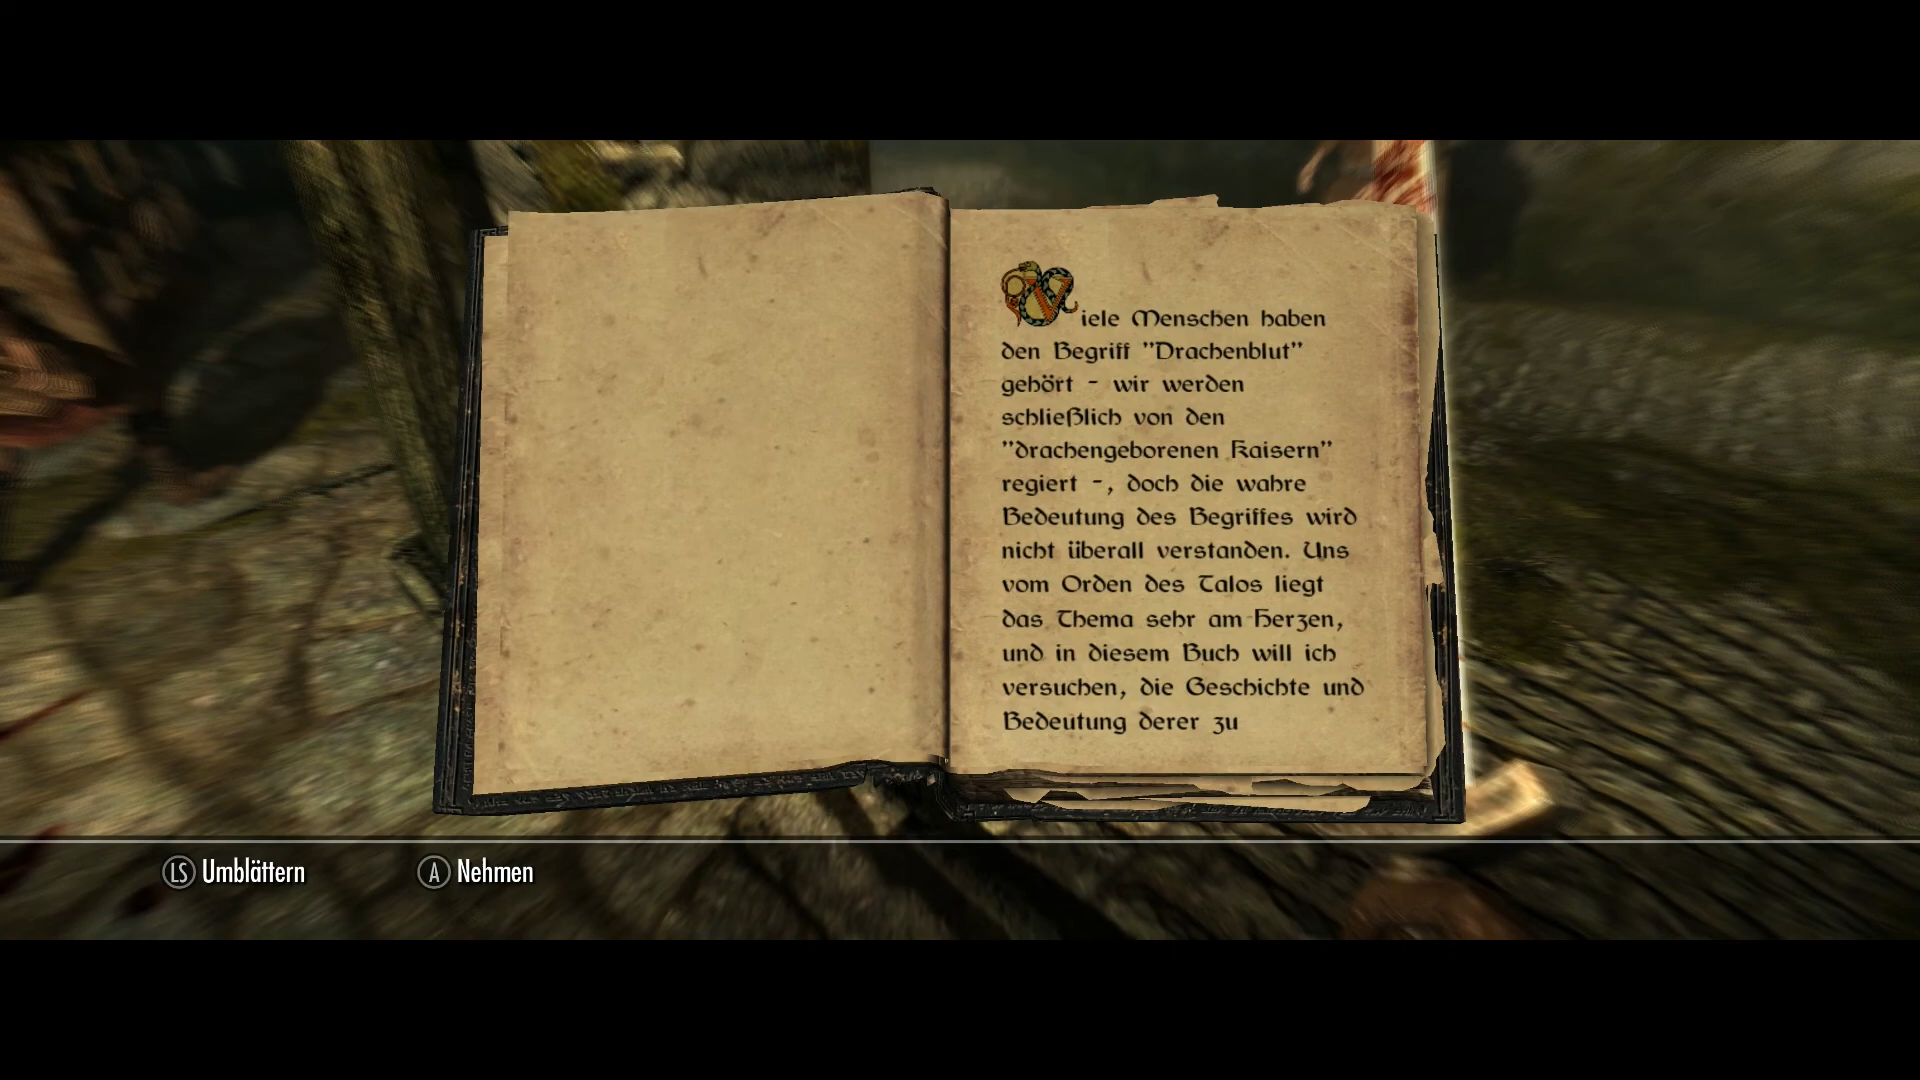 Viele Menschen haben
den Begriff "Drachenblut"
gehört - wir werden
schließlich von den
"drachengeborenen Kaisern"
regiert -, doch die wahre
Bedeutung des Begriffes wird
nicht überall verstanden. Uns
vom Orden des Talos liegt
das Thema sehr am Herzen,
und in diesem Buch will ich
versuchen, die Geschichte und
Bedeutung derer zu
LS Umblättern
A Nehmen